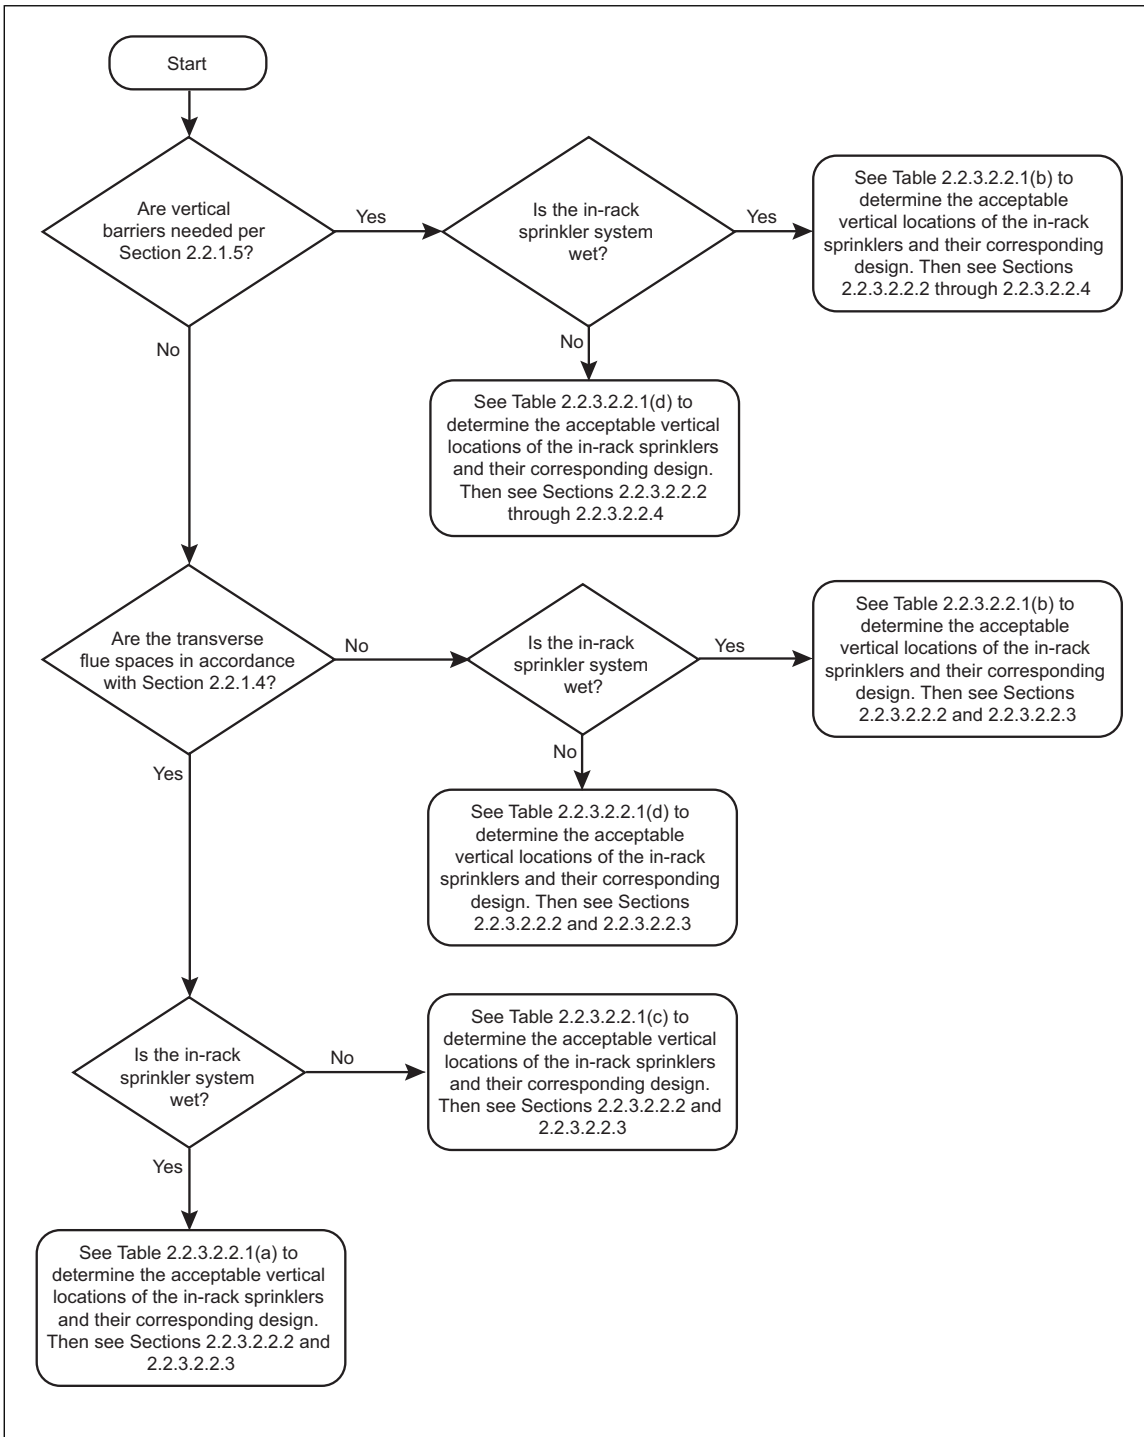 Start
Are vertical
barriers needed per
Section 2.2.1.5?
Yes
Is the in-rack
sprinkler system
wet?
Yes
See Table 2.2.3.2.2.1(b) to
determine the acceptable
vertical locations of the in-rack
sprinklers and their corresponding
design. Then see Sections
2.2.3.2.2.2 through 2.2.3.2.2.4
No
No
See Table 2.2.3.2.2.1(d) to
determine the acceptable vertical
locations of the in-rack sprinklers
and their corresponding design.
Then see Sections 2.2.3.2.2.2
through 2.2.3.2.2.4
Are the transverse
flue spaces in accordance
with Section 2.2.1.4?
No
Is the in-rack
sprinkler system
wet?
Yes
See Table 2.2.3.2.2.1(b) to
determine the acceptable
vertical locations of the in-rack
sprinklers and their corresponding
design. Then see Sections
2.2.3.2.2.2 and 2.2.3.2.2.3
Yes
No
See Table 2.2.3.2.2.1(d) to
determine the acceptable
vertical locations of the in-rack
sprinklers and their corresponding
design. Then see Sections
2.2.3.2.2.2 and 2.2.3.2.2.3
Is the in-rack
sprinkler system
wet?
No
See Table 2.2.3.2.2.1(c) to
determine the acceptable vertical
locations of the in-rack sprinklers
and their corresponding design.
Then see Sections 2.2.3.2.2.2 and
2.2.3.2.2.3
Yes
See Table 2.2.3.2.2.1(a) to
determine the acceptable vertical
locations of the in-rack sprinklers
and their corresponding design.
Then see Sections 2.2.3.2.2.2 and
2.2.3.2.2.3